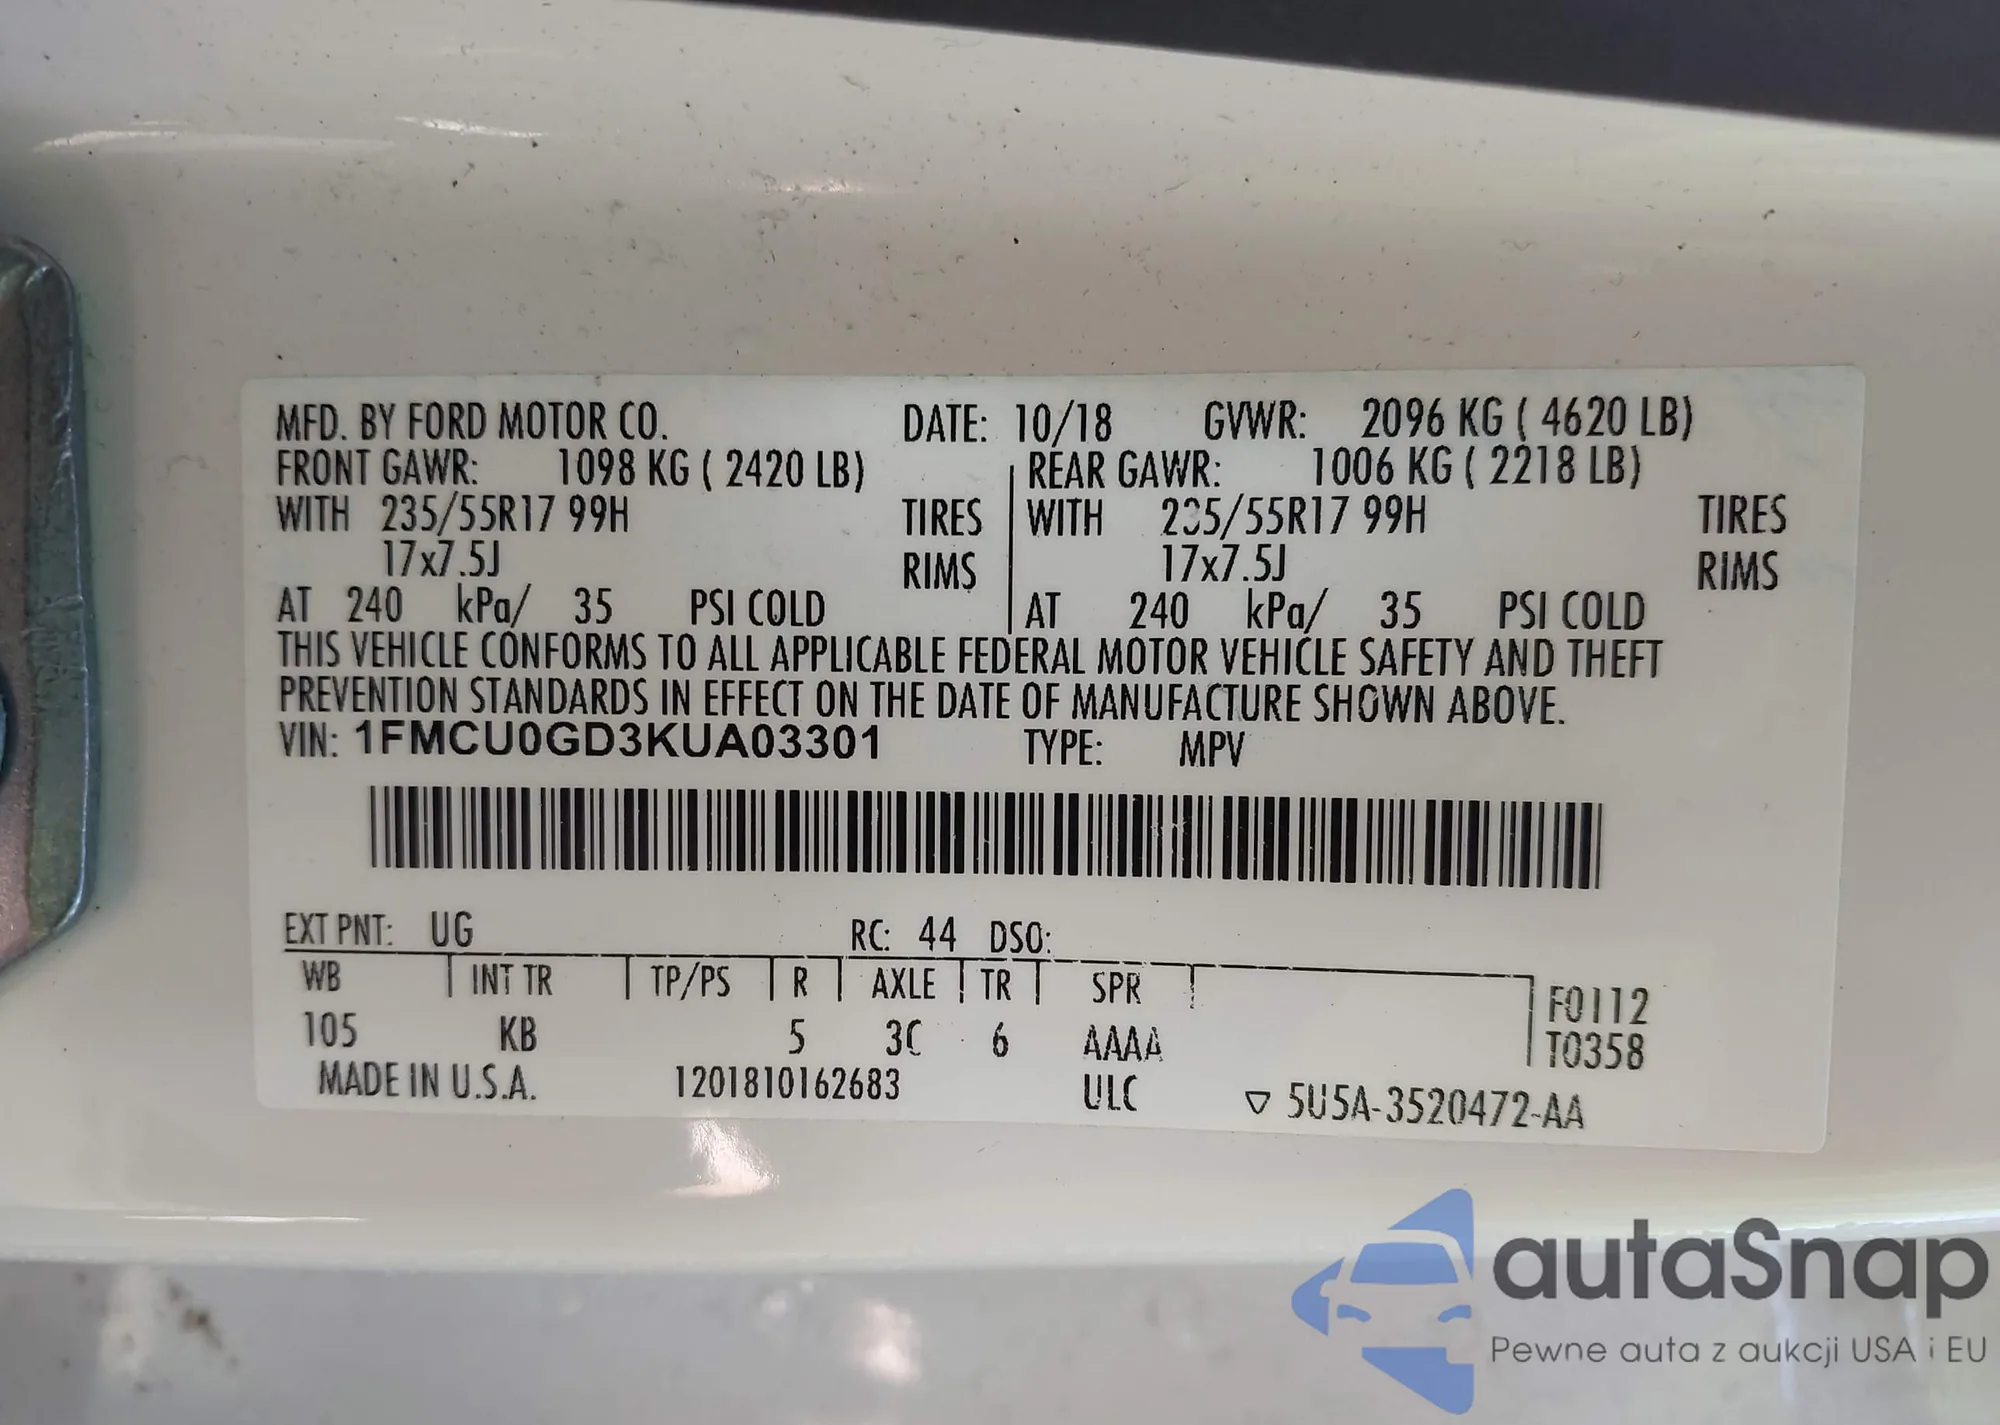 MFD. BY FORD MOTOR CO. DATE: 10/18 GVWR: 2096 KG ( 4620 LB)
FRONT GAWR: 1098 KG ( 2420 LB) REAR GAWR: 1006 KG ( 2218 LB)
WITH 235/55R17 99H TIRES WITH 235/55R17 99H TIRES
17x7.5J RIMS 17x7.5J RIMS
AT 240 kPa/ 35 PSI COLD AT 240 kPa/ 35 PSI COLD
THIS VEHICLE CONFORMS TO ALL APPLICABLE FEDERAL MOTOR VEHICLE SAFETY AND THEFT
PREVENTION STANDARDS IN EFFECT ON THE DATE OF MANUFACTURE SHOWN ABOVE.
VIN: 1FMCU0GD3KUA03301 TYPE: MPV
EXT PNT: UG RC: 44 DSO:
WB INT TR TP/PS R AXLE TR SPR F0112
105 KB 5 3C 6 AAAA T0358
MADE IN U.S.A. 1201810162683 ULC ▽ 5U5A-3520472-AA
autaSnap
Pewne auta z aukcji USA i EU